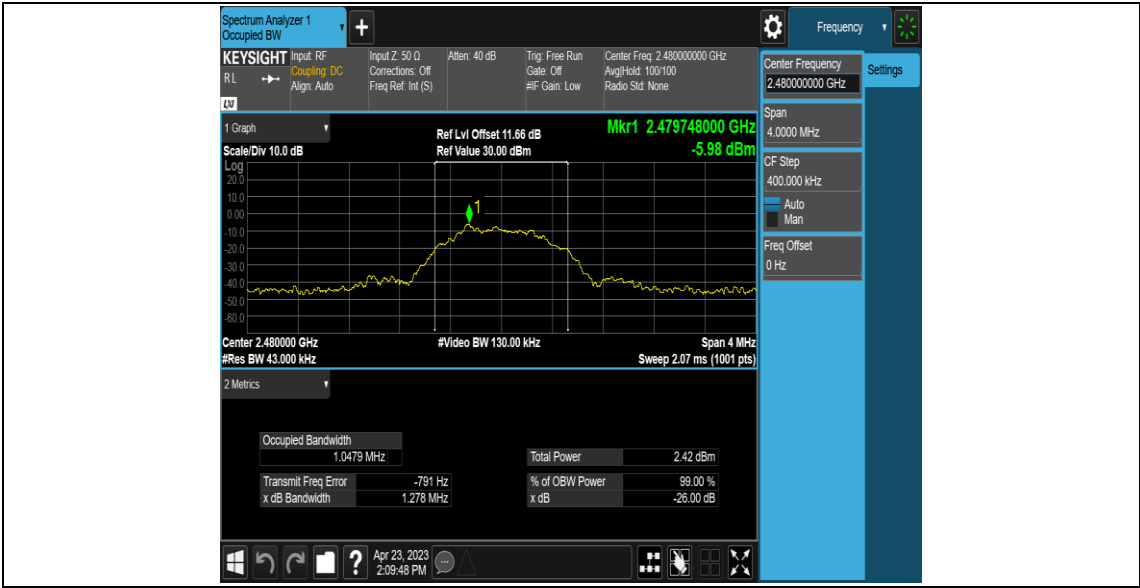 Spectrum Analyzer 1
Occupied BW
+
Frequency
KEYSIGHT Input: RF
R L
Coupling: DC
Align: Auto
LXI
Input Z: 50 Ω
Corrections: Off
Freq Ref: Int (S)
Atten: 40 dB
Trig: Free Run
Gate: Off
#IF Gain: Low
Center Freq: 2.480000000 GHz
Avg|Hold: 100/100
Radio Std: None
Center Frequency
2.480000000 GHz
Settings
Span
4.0000 MHz
CF Step
400.000 kHz
Auto
Man
Freq Offset
0 Hz
1 Graph
Ref Lvl Offset 11.66 dB
Mkr1 2.479748000 GHz
Scale/Div 10.0 dB
Ref Value 30.00 dBm
-5.98 dBm
Log
20.0
10.0
0.00
-10.0
-20.0
-30.0
-40.0
-50.0
-60.0
1
Center 2.480000 GHz
#Video BW 130.00 kHz
Span 4 MHz
#Res BW 43.000 kHz
Sweep 2.07 ms (1001 pts)
2 Metrics
Occupied Bandwidth
1.0479 MHz
Total Power 2.42 dBm
Transmit Freq Error -791 Hz
% of OBW Power 99.00 %
x dB Bandwidth 1.278 MHz
x dB -26.00 dB
?
Apr 23, 2023
2:09:48 PM